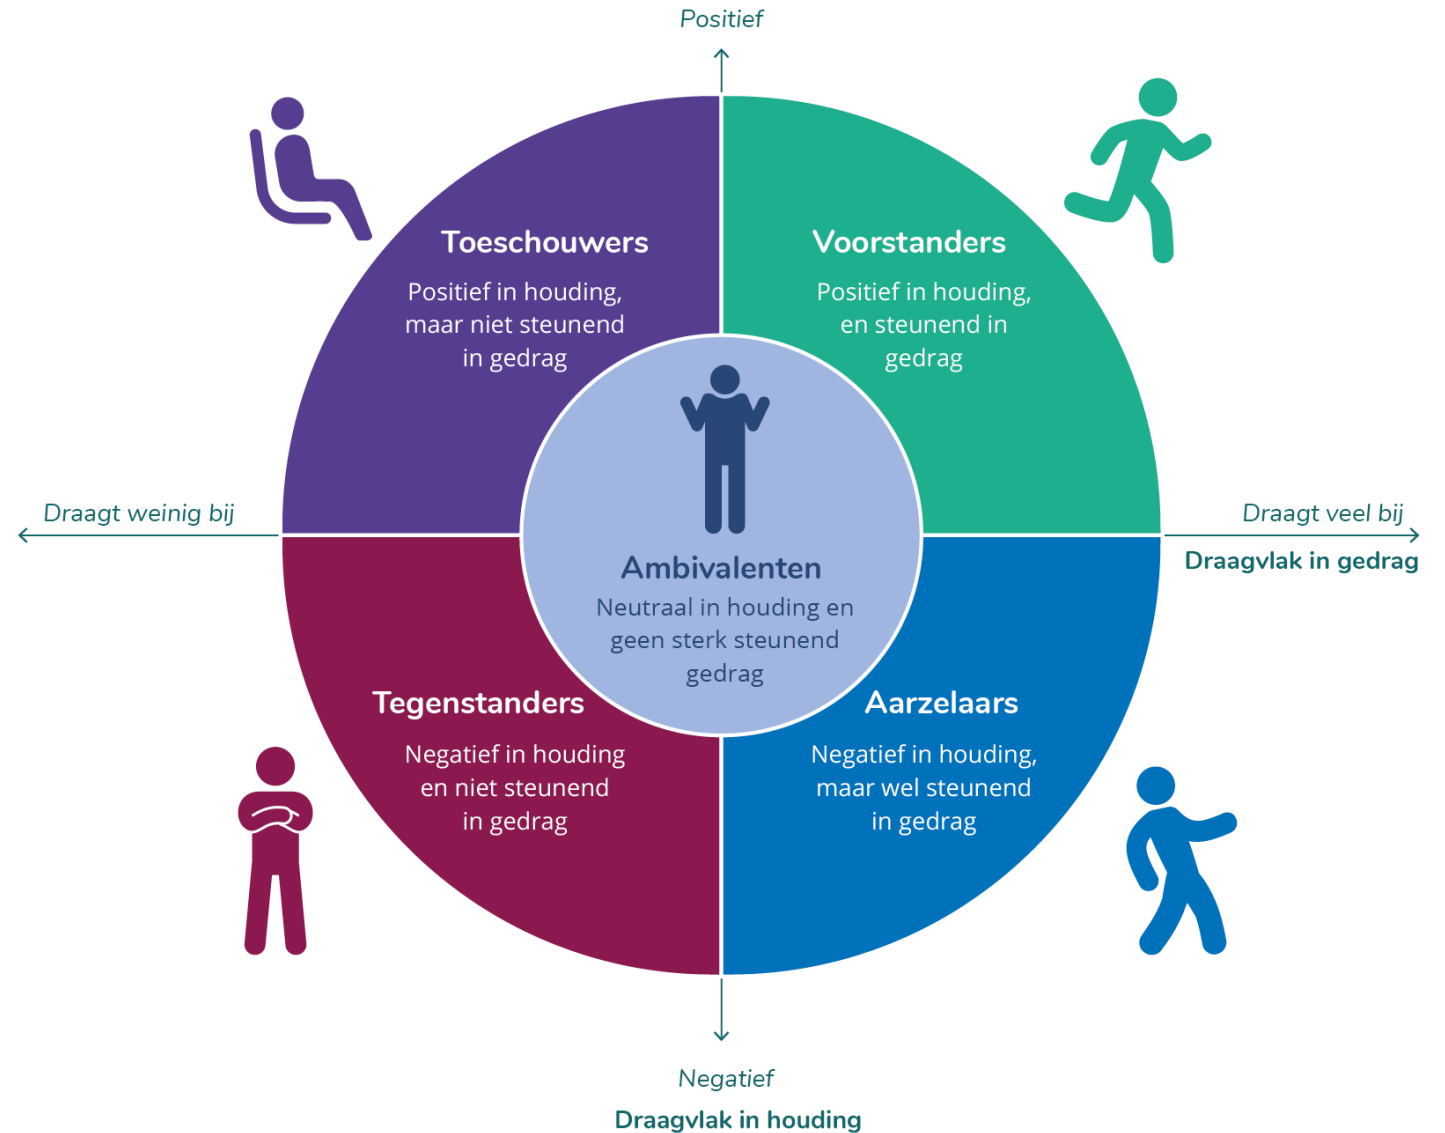 Positief
Toeschouwers
Positief in houding,
maar niet steunend
in gedrag
Voorstanders
Positief in houding,
en steunend in
gedrag
Draagt weinig bij
Draagt veel bij
Draagvlak in gedrag
Ambivalenten
Neutraal in houding en
geen sterk steunend
gedrag
Tegenstanders
Negatief in houding
en niet steunend
in gedrag
Aarzelaars
Negatief in houding,
maar wel steunend
in gedrag
Negatief
Draagvlak in houding